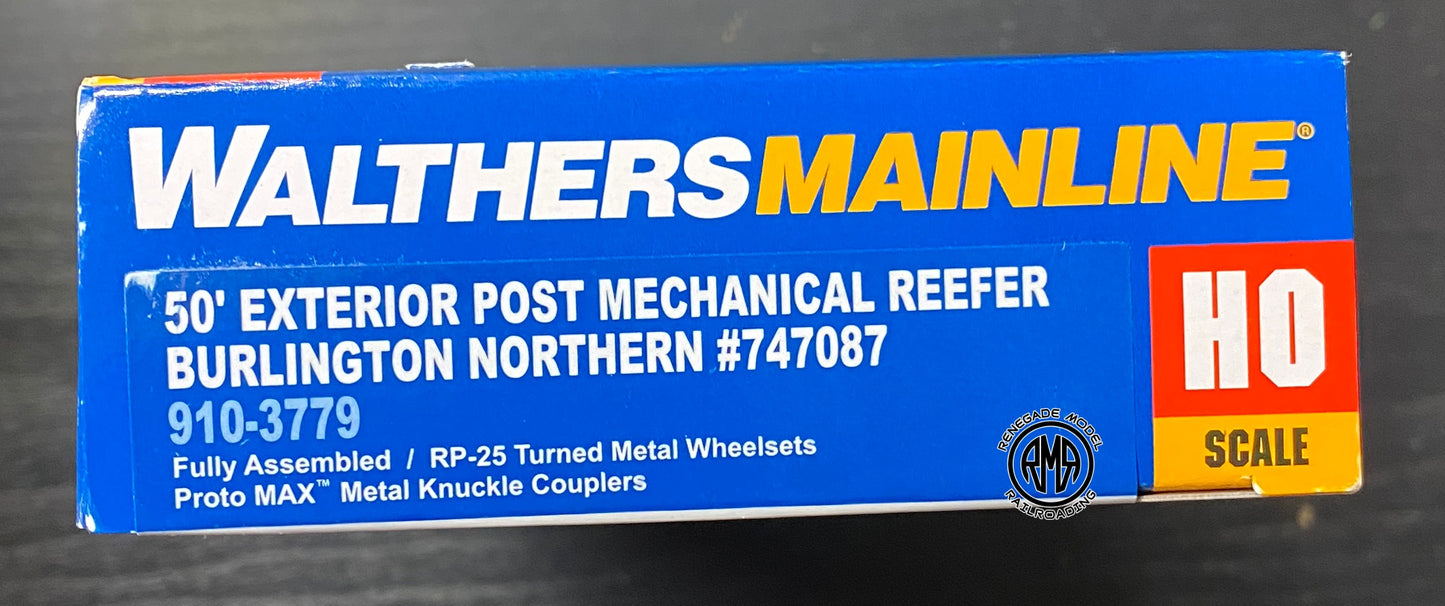 WALTHERSMAINLINE®
50' EXTERIOR POST MECHANICAL REEFER
BURLINGTON NORTHERN #747087
910-3779
Fully Assembled / RP-25 Turned Metal Wheelsets
Proto MAX™ Metal Knuckle Couplers
HO
SCALE
RENEGADE MODEL
RMR
RAILROADING